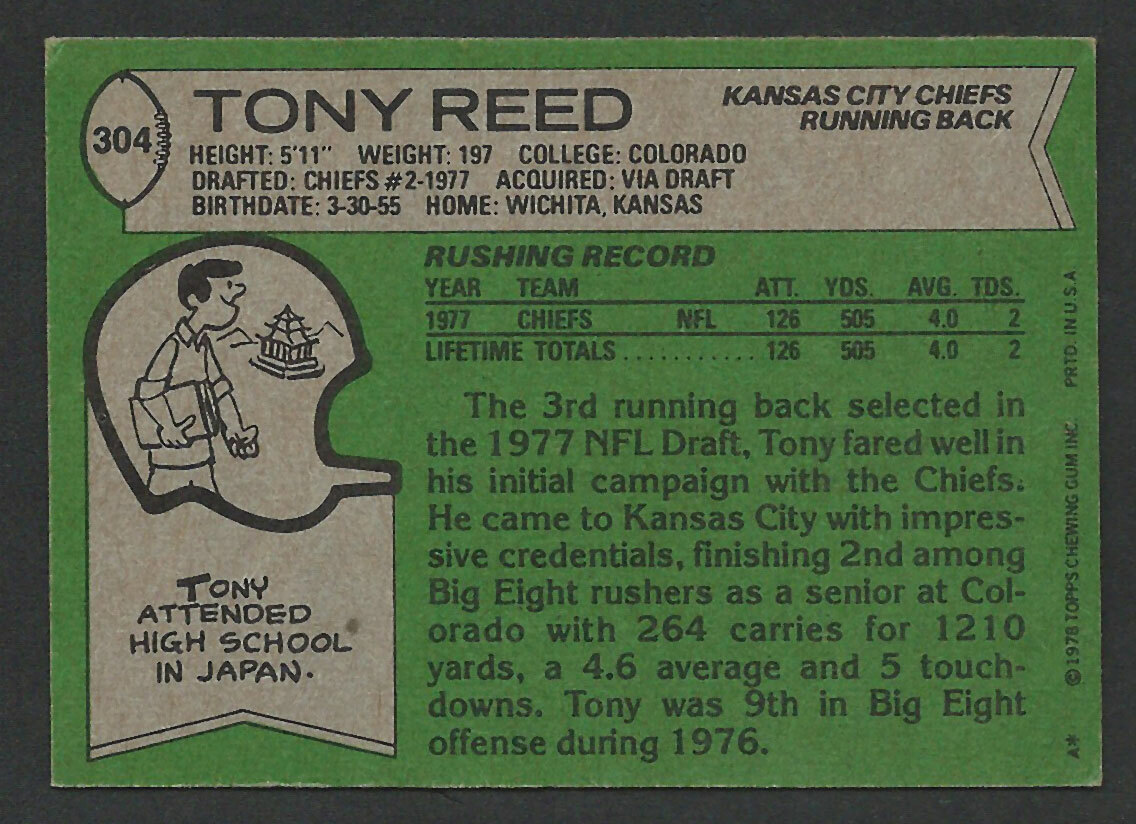 304
TONY REED
KANSAS CITY CHIEFS
RUNNING BACK
HEIGHT: 5'11" WEIGHT: 197 COLLEGE: COLORADO
DRAFTED: CHIEFS #2-1977 ACQUIRED: VIA DRAFT
BIRTHDATE: 3-30-55 HOME: WICHITA, KANSAS
RUSHING RECORD
YEAR TEAM ATT. YDS. AVG. TDS.
1977 CHIEFS NFL 126 505 4.0 2
LIFETIME TOTALS .......... 126 505 4.0 2
The 3rd running back selected in
the 1977 NFL Draft, Tony fared well in
his initial campaign with the Chiefs.
He came to Kansas City with impres-
sive credentials, finishing 2nd among
Big Eight rushers as a senior at Col-
orado with 264 carries for 1210
yards, a 4.6 average and 5 touch-
downs. Tony was 9th in Big Eight
offense during 1976.
TONY
ATTENDED
HIGH SCHOOL
IN JAPAN.
A* ©1978 TOPPS CHEWING GUM INC. PRTD. IN U.S.A